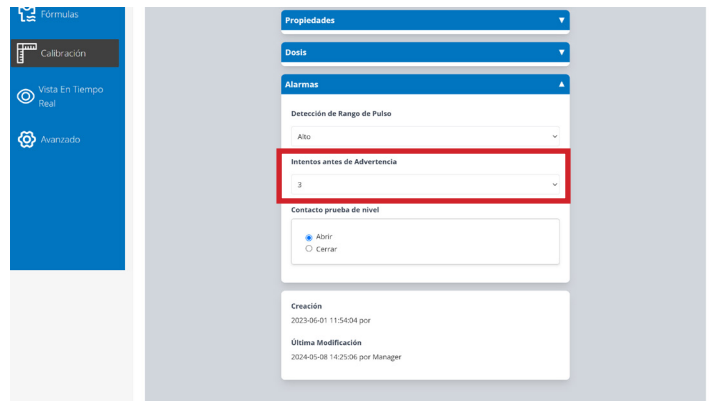 Fórmulas
Calibración
Vista En Tiempo
Real
Avanzado
Propiedades
Dosis
Alarmas
Detección de Rango de Pulso
Alto
Intentos antes de Advertencia
3
Contacto prueba de nivel
Abrir
Cerrar
Creación
2023-06-01 11:54:04 por
Última Modificación
2024-05-08 14:25:06 por Manager